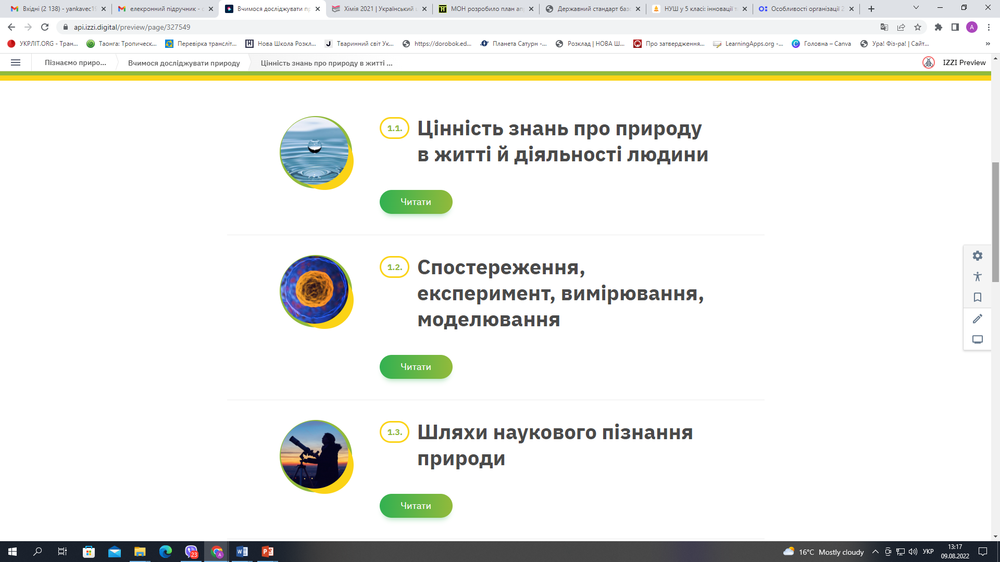 Вхідні (2 138) - yankavec19
елекронний підручник - с
Вчимося досліджувати пр
Хімія 2021 | Український ц
МОН розробило план ап
Державний стандарт баз
НУШ у 5 класі: інновації т
Особливості організації 2
api.izzi.digital/preview/page/327549
A
УКРЛІТ.ORG - Тран...
Таонга: Тропическ...
Перевірка трансліт...
Нова Школа Розкл...
Тваринний світ Ук...
https://dorobok.ed...
Планета Сатурн -...
Розклад | НОВА Ш...
Про затвердження...
LearningApps.org -...
Головна – Canva
Ура! Фіз-ра! | Сайт...
Пізнаємо приро...
Вчимося досліджувати природу
Цінність знань про природу в житті ...
IZZI Preview
1.1. Цінність знань про природу
в житті й діяльності людини
Читати
1.2. Спостереження,
експеримент, вимірювання,
моделювання
Читати
1.3. Шляхи наукового пізнання
природи
Читати
23
A
16°C Mostly cloudy
УКР
13:17
09.08.2022